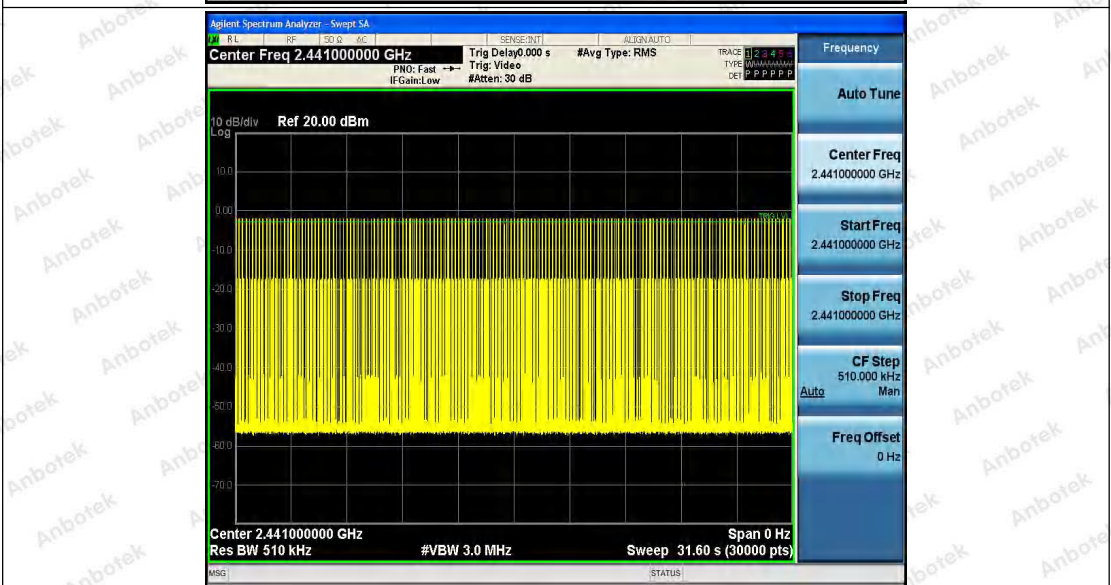 Agilent Spectrum Analyzer - Swept SA
RL RF 50 Ω AC SENSE:INT ALIGNAUTO
Center Freq 2.441000000 GHz
PNO: Fast
IFGain:Low
Trig Delay0.000 s
Trig: Video
#Atten: 30 dB
#Avg Type: RMS
TRACE 1 2 3 4 5 6
TYPE
DET P P P P P P
10 dB/div
Log
Ref 20.00 dBm
TRIG LVL
10.0
0.00
-10.0
-20.0
-30.0
-40.0
-50.0
-60.0
-70.0
Center 2.441000000 GHz
Span 0 Hz
Res BW 510 kHz
#VBW 3.0 MHz
Sweep 31.60 s (30000 pts)
MSG
STATUS
Frequency
Auto Tune
Center Freq
2.441000000 GHz
Start Freq
2.441000000 GHz
Stop Freq
2.441000000 GHz
CF Step
510.000 kHz
Auto Man
Freq Offset
0 Hz
Anbotek